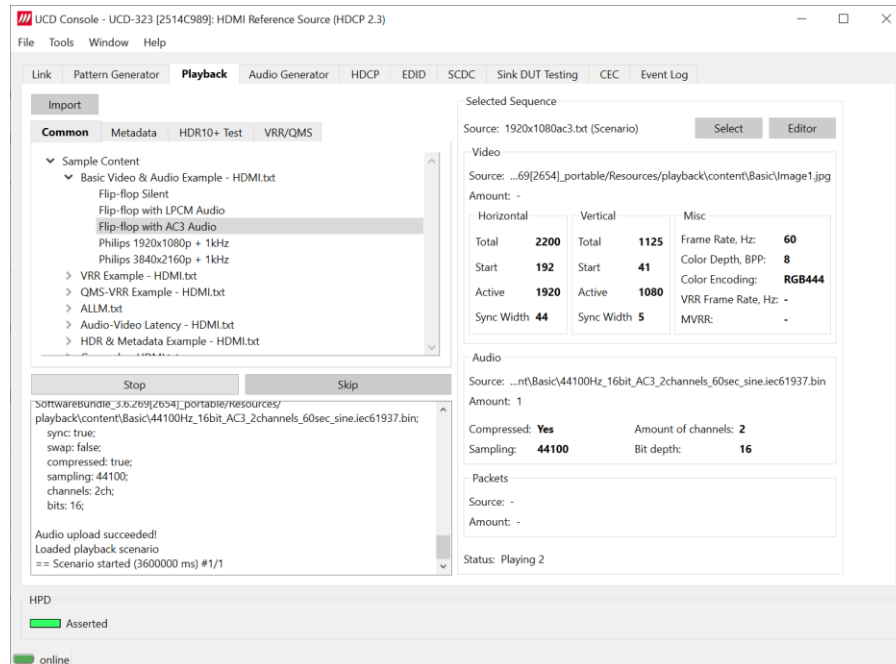 UCD Console - UCD-323 [2514C989]: HDMI Reference Source (HDCP 2.3)
File Tools Window Help
Link Pattern Generator Playback Audio Generator HDCP EDID SCDC Sink DUT Testing CEC Event Log
Import
Common Metadata HDR10+ Test VRR/QMS
Sample Content
Basic Video & Audio Example - HDMI.txt
Flip-flop Silent
Flip-flop with LPCM Audio
Flip-flop with AC3 Audio
Philips 1920x1080p + 1kHz
Philips 3840x2160p + 1kHz
VRR Example - HDMI.txt
QMS-VRR Example - HDMI.txt
ALLM.txt
Audio-Video Latency - HDMI.txt
HDR & Metadata Example - HDMI.txt
Stop Skip
SoftwareBundle_3.6.269[2654]_portable/Resources/
playback\content\Basic\44100Hz_16bit_AC3_2channels_60sec_sine.iec61937.bin;
sync: true;
swap: false;
compressed: true;
sampling: 44100;
channels: 2ch;
bits: 16;
Audio upload succeeded!
Loaded playback scenario
== Scenario started (3600000 ms) #1/1
Selected Sequence
Source: 1920x1080ac3.txt (Scenario) Select Editor
Video
Source: ...69[2654]_portable/Resources/playback\content\Basic\Image1.jpg
Amount: -
Horizontal Vertical Misc
Total 2200 Total 1125 Frame Rate, Hz: 60
Start 192 Start 41 Color Depth, BPP: 8
Active 1920 Active 1080 Color Encoding: RGB444
VRR Frame Rate, Hz: -
Sync Width 44 Sync Width 5 MVRR: -
Audio
Source: ...nt\Basic\44100Hz_16bit_AC3_2channels_60sec_sine.iec61937.bin
Amount: 1
Compressed: Yes Amount of channels: 2
Sampling: 44100 Bit depth: 16
Packets
Source: -
Amount: -
Status: Playing 2
HPD
Asserted
online